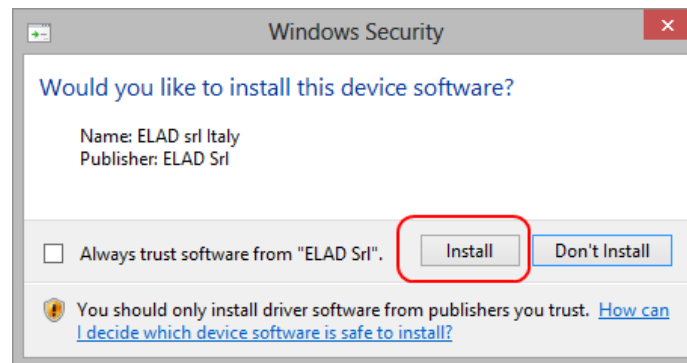 Windows Security
Would you like to install this device software?
Name: ELAD srl Italy
Publisher: ELAD Srl
Always trust software from "ELAD Srl".
Install
Don't Install
You should only install driver software from publishers you trust. How can
I decide which device software is safe to install?